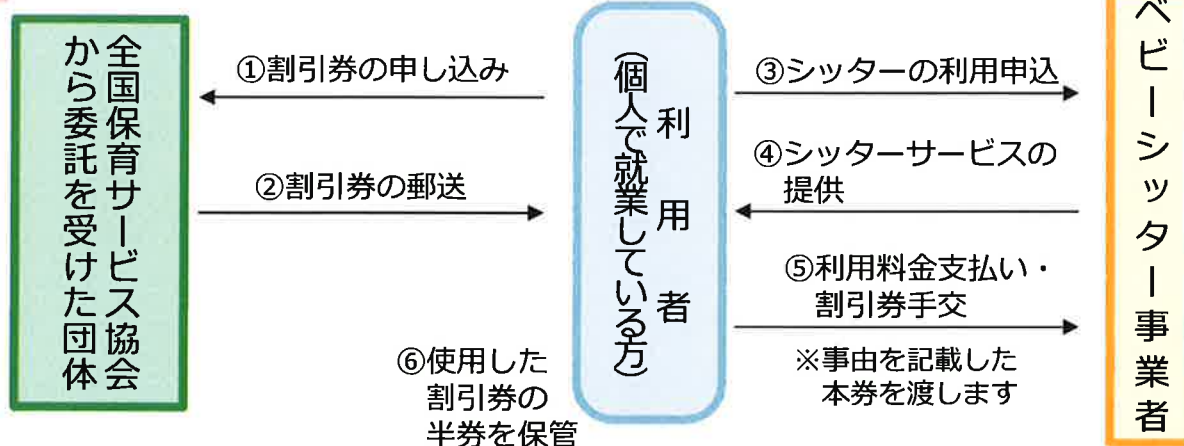 全国保育サービス協会
から委託を受けた団体
①割引券の申し込み
②割引券の郵送
利用者
(個人で就業している方)
⑥使用した
割引券の
半券を保管
③シッターの利用申込
④シッターサービスの
提供
⑤利用料金支払い・
割引券手交
※事由を記載した
本券を渡します
ベビーシッター事業者